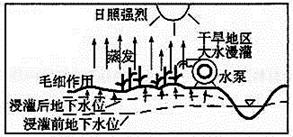 日照强烈
蒸发
干旱地区
大水漫灌
毛细作用
水泵
浸灌后地下水位
浸灌前地下水位